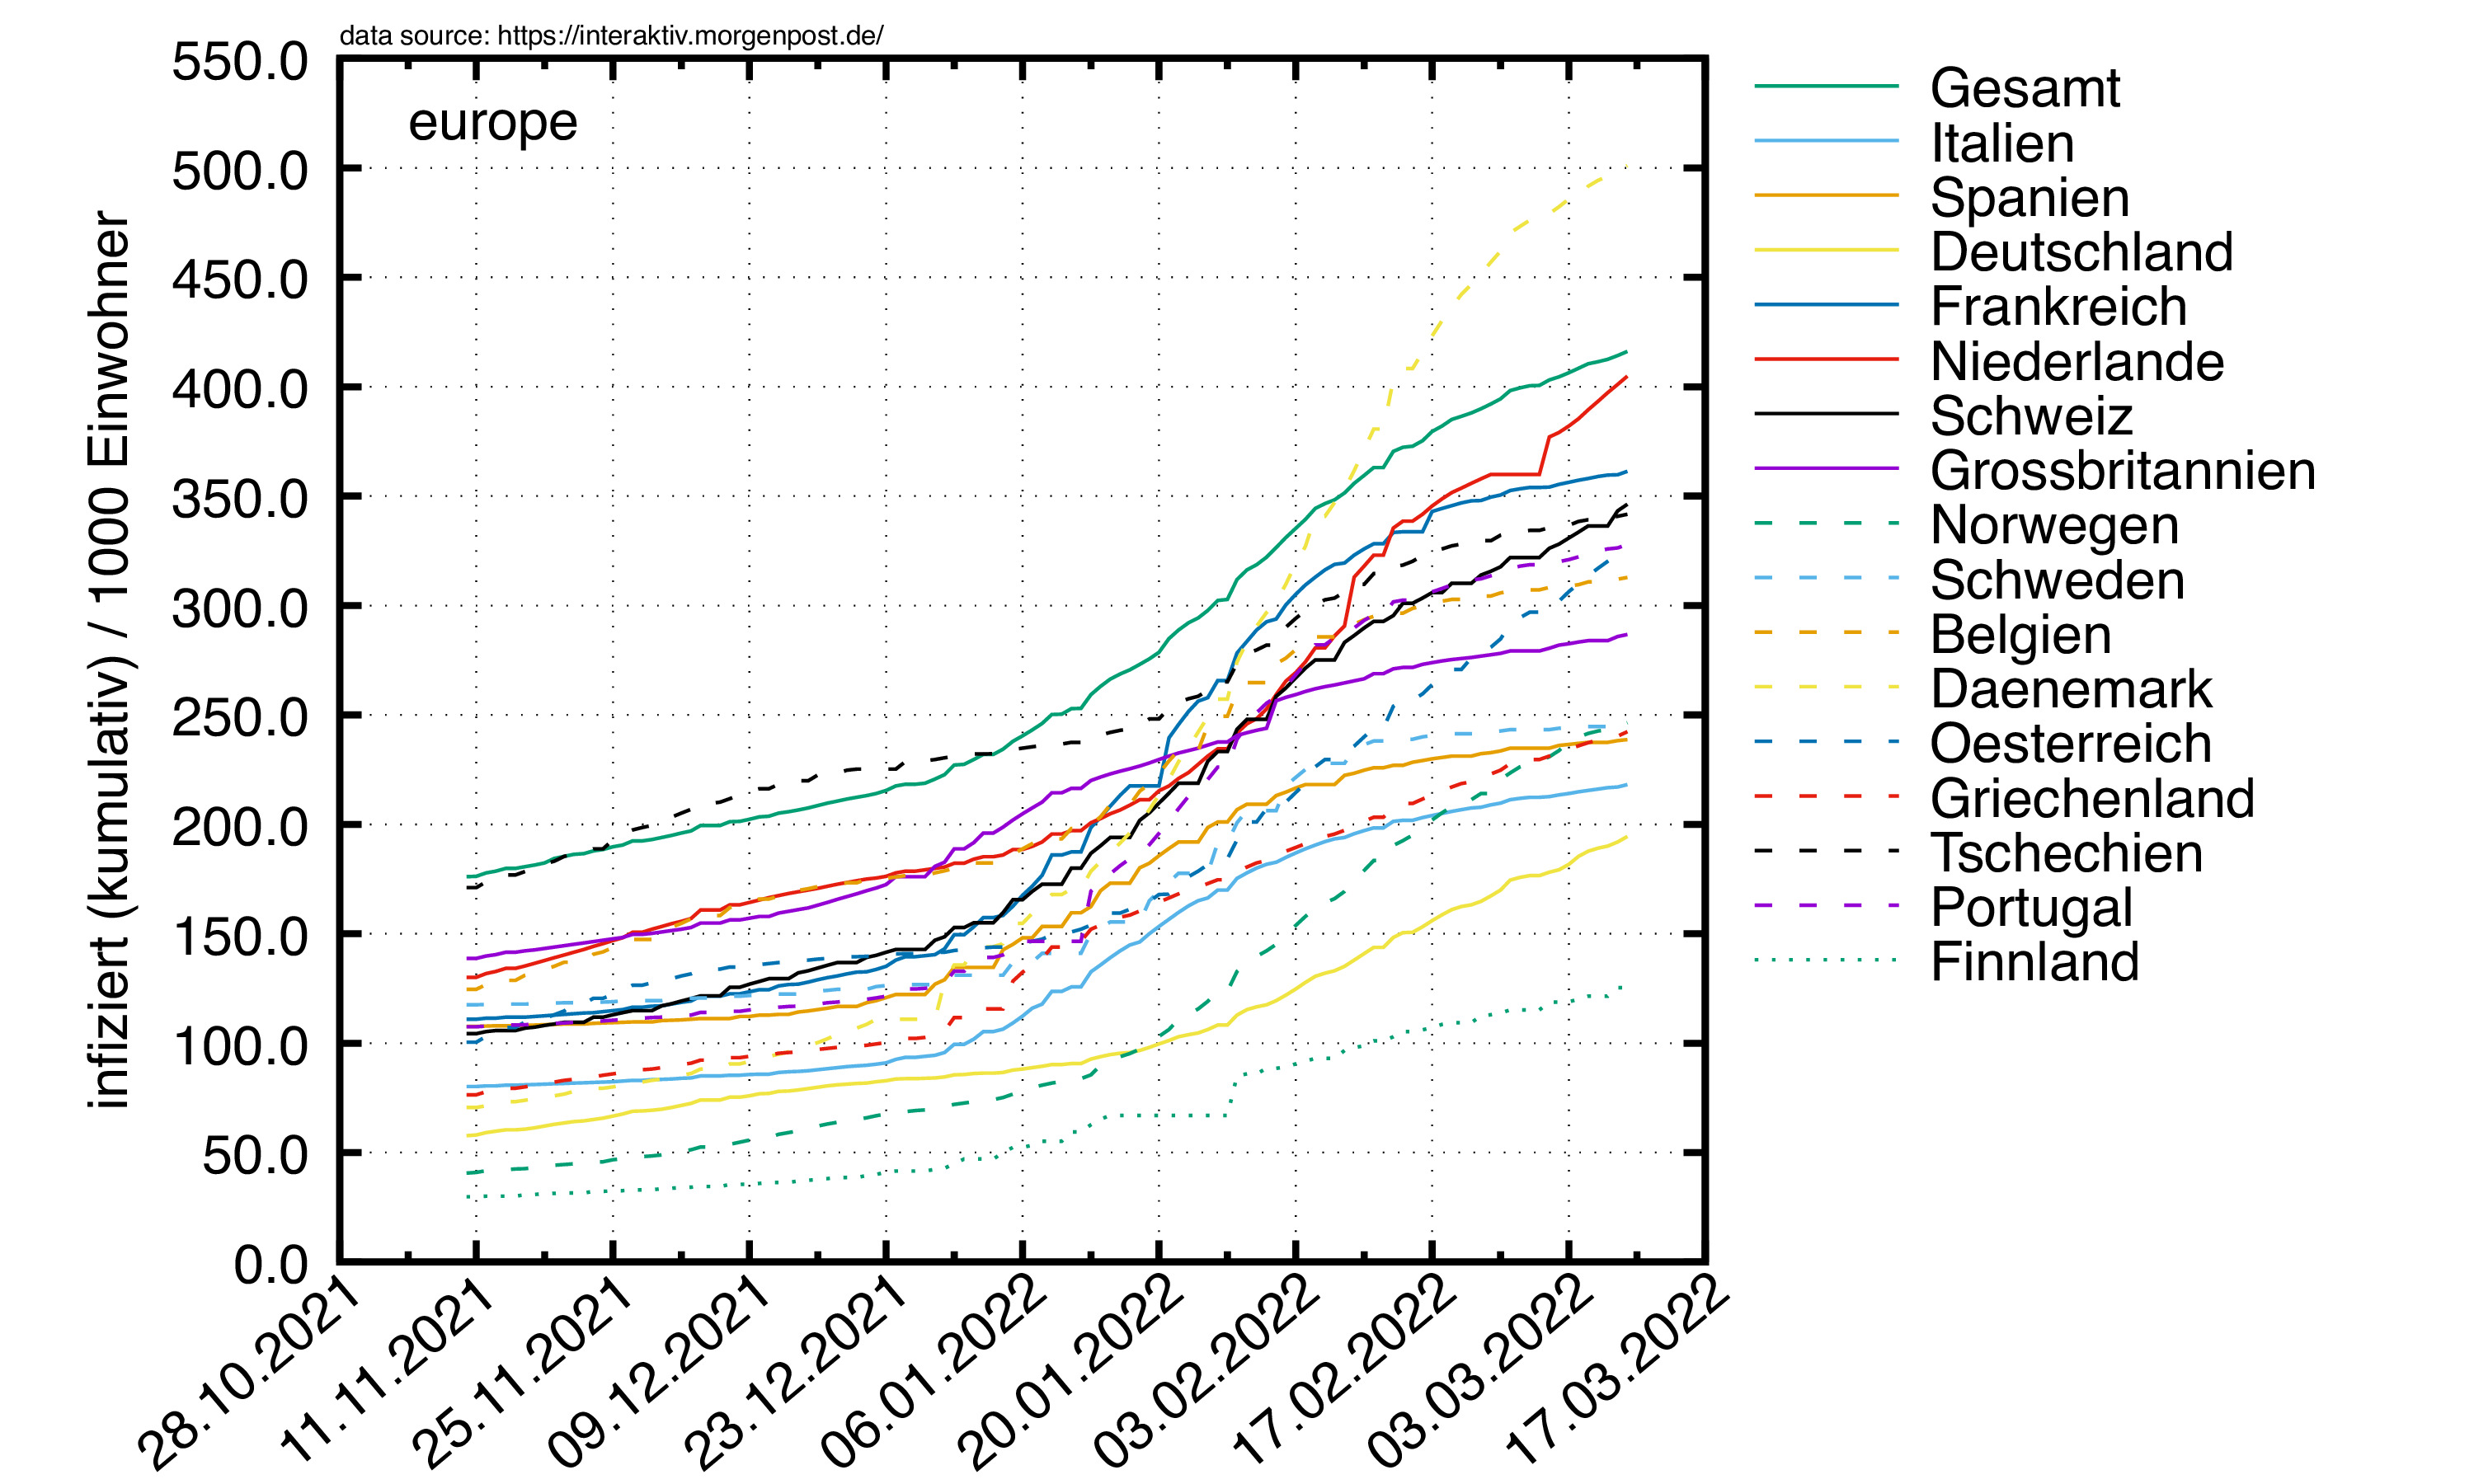 data source: https://interaktiv.morgenpost.de/
550.0
500.0
450.0
400.0
350.0
300.0
250.0
200.0
150.0
100.0
50.0
0.0
infiziert (kumulativ) / 1000 Einwohner
europe
28.10.2021
11.11.2021
25.11.2021
09.12.2021
23.12.2021
06.01.2022
20.01.2022
03.02.2022
17.02.2022
03.03.2022
17.03.2022
Gesamt
Italien
Spanien
Deutschland
Frankreich
Niederlande
Schweiz
Grossbritannien
Norwegen
Schweden
Belgien
Daenemark
Oesterreich
Griechenland
Tschechien
Portugal
Finnland